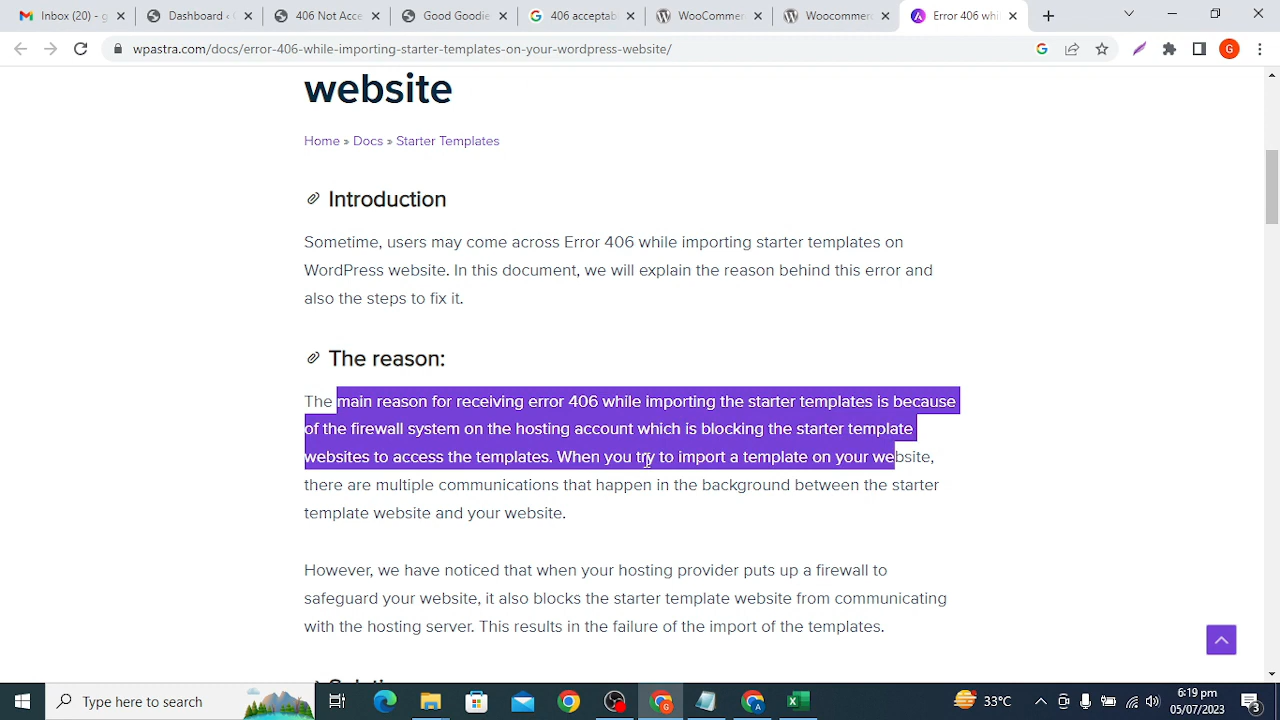 Inbox (20) - g
Dashboard ‹ (
406 Not Acce
Good Goodie
406 acceptab
WooCommer
Woocommerc
Error 406 whi
wpastra.com/docs/error-406-while-importing-starter-templates-on-your-wordpress-website/
G
website
Home » Docs » Starter Templates
Introduction
Sometime, users may come across Error 406 while importing starter templates on
WordPress website. In this document, we will explain the reason behind this error and
also the steps to fix it.
The reason:
The main reason for receiving error 406 while importing the starter templates is because
of the firewall system on the hosting account which is blocking the starter template
websites to access the templates. When you try to import a template on your website,
there are multiple communications that happen in the background between the starter
template website and your website.
However, we have noticed that when your hosting provider puts up a firewall to
safeguard your website, it also blocks the starter template website from communicating
with the hosting server. This results in the failure of the import of the templates.
Type here to search
33°C
6:19 pm
05/07/2023
3